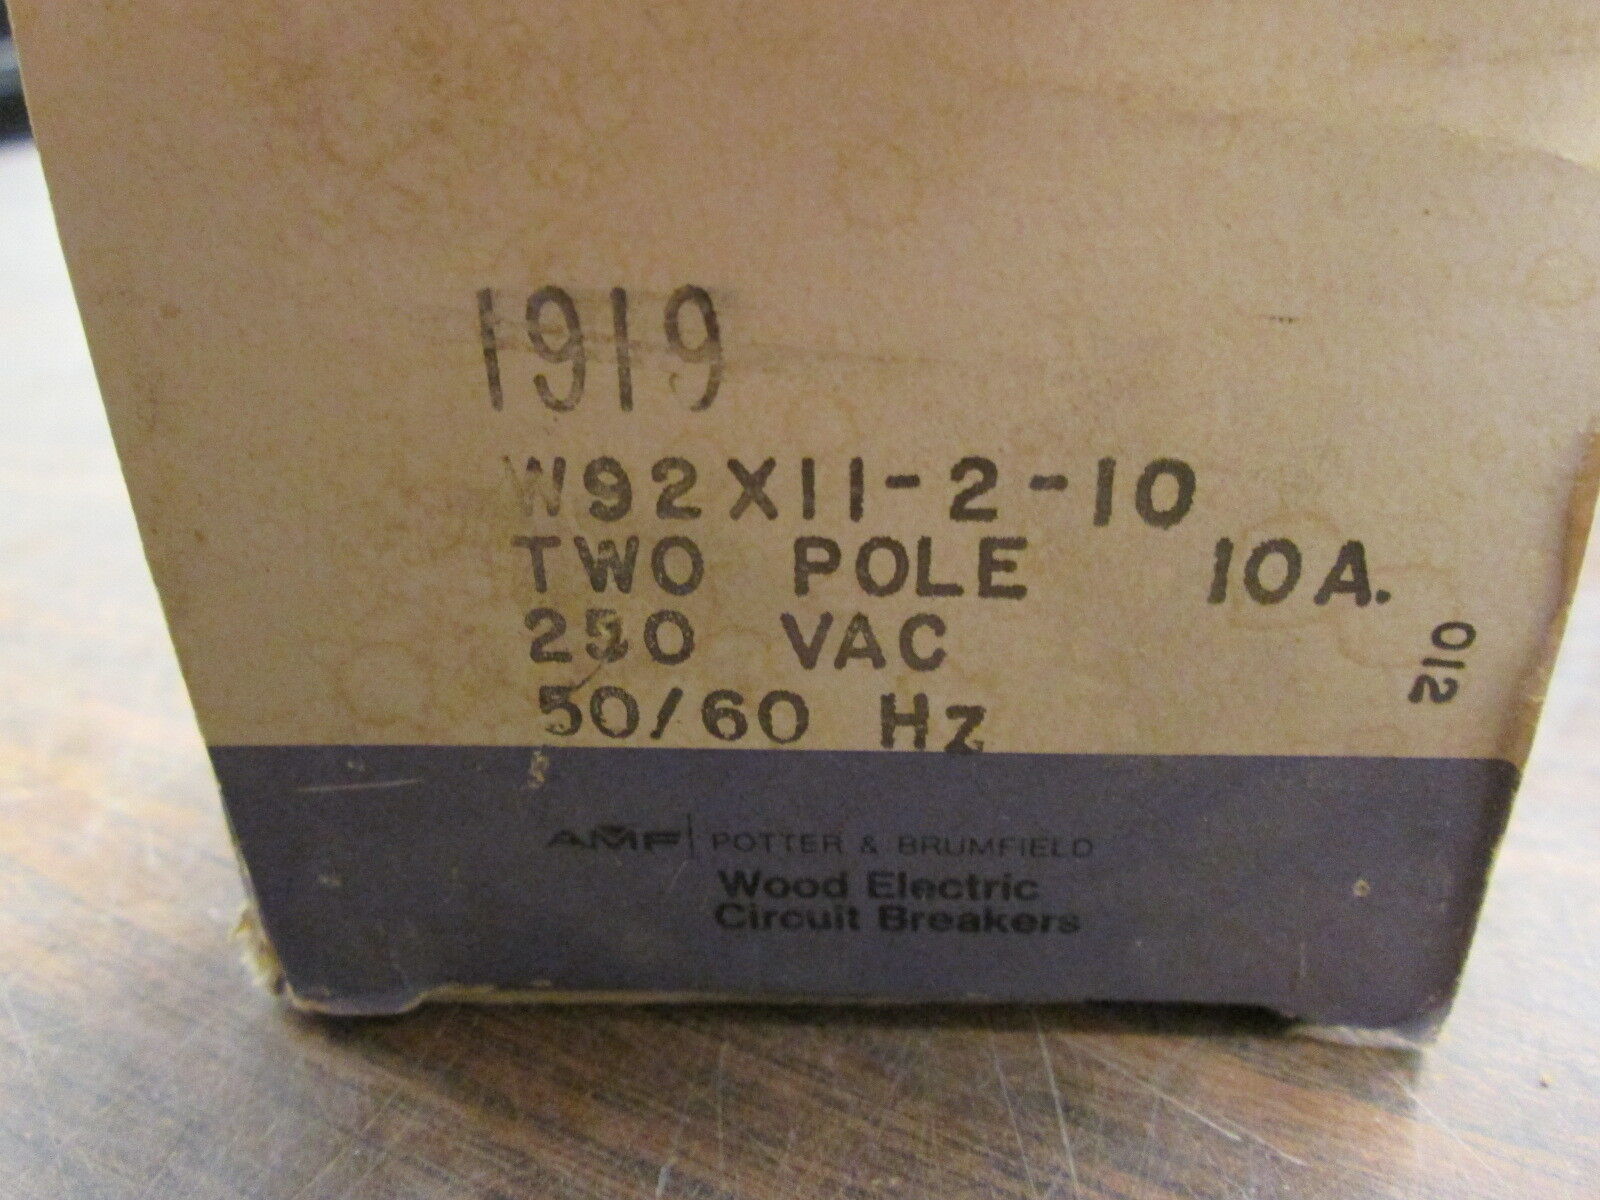 1919
W92X11-2-10
TWO POLE 10A.
250 VAC
50/60 Hz
012
AMF POTTER & BRUMFIELD
Wood Electric
Circuit Breakers